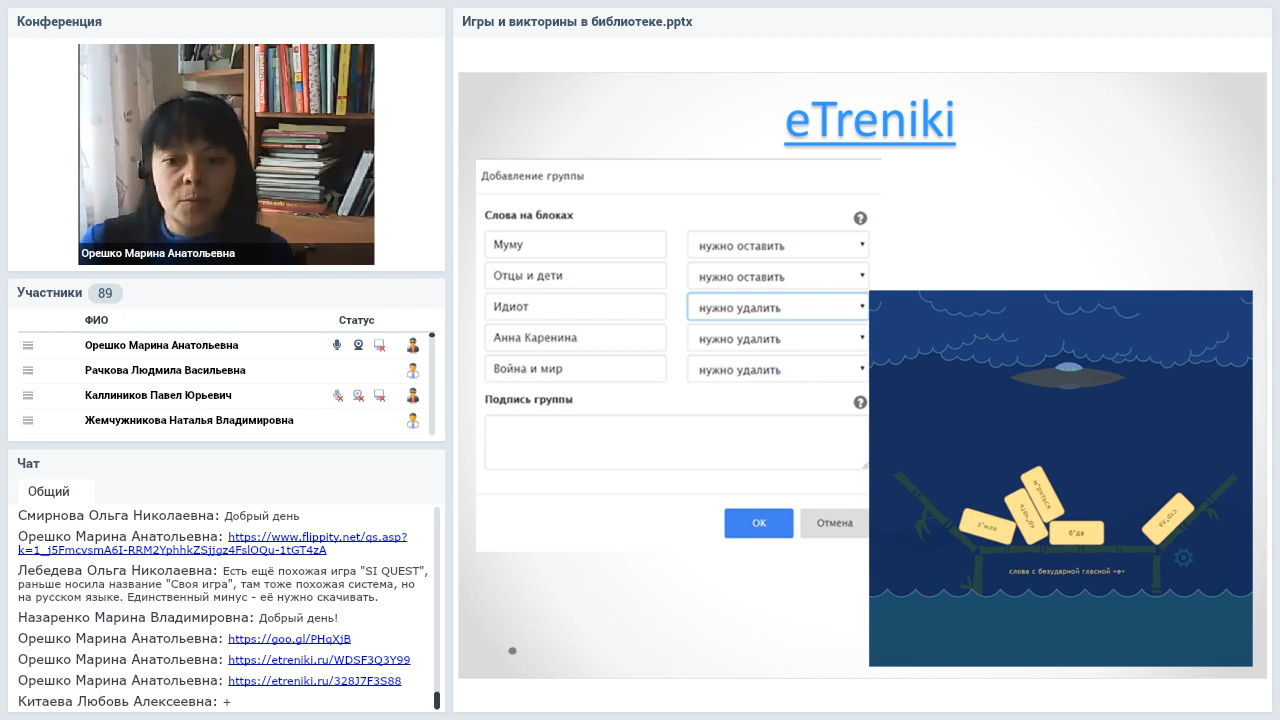 Конференция
Орешко Марина Анатольевна
Участники 89
ФИО Статус
Орешко Марина Анатольевна
Рачкова Людмила Васильевна
Каллиников Павел Юрьевич
Жемчужникова Наталья Владимировна
Чат
Общий
Смирнова Ольга Николаевна: Добрый день
Орешко Марина Анатольевна: https://www.flippity.net/qs.asp?
k=1_j5FmcvsmA6I-RRM2YphhkZSjjgz4FslOQu-1tGT4zA
Лебедева Ольга Николаевна: Есть ещё похожая игра "SI QUEST",
раньше носила название "Своя игра", там тоже похожая система, но
на русском языке. Единственный минус - её нужно скачивать.
Назаренко Марина Владимировна: Добрый день!
Орешко Марина Анатольевна: https://goo.gl/PHqXjB
Орешко Марина Анатольевна: https://etreniki.ru/WDSF3Q3Y99
Орешко Марина Анатольевна: https://etreniki.ru/328J7F3S88
Китаева Любовь Алексеевна: +
Игры и викторины в библиотеке.pptx
eTreniki
Добавление группы
Слова на блоках ?
Муму нужно оставить
Отцы и дети нужно оставить
Идиот нужно удалить
Анна Каренина нужно удалить
Война и мир нужно удалить
Подпись группы ?
ОК Отмена
м*риться
з*мля
б*да
стр*ла
слова с безударной гласной «е»